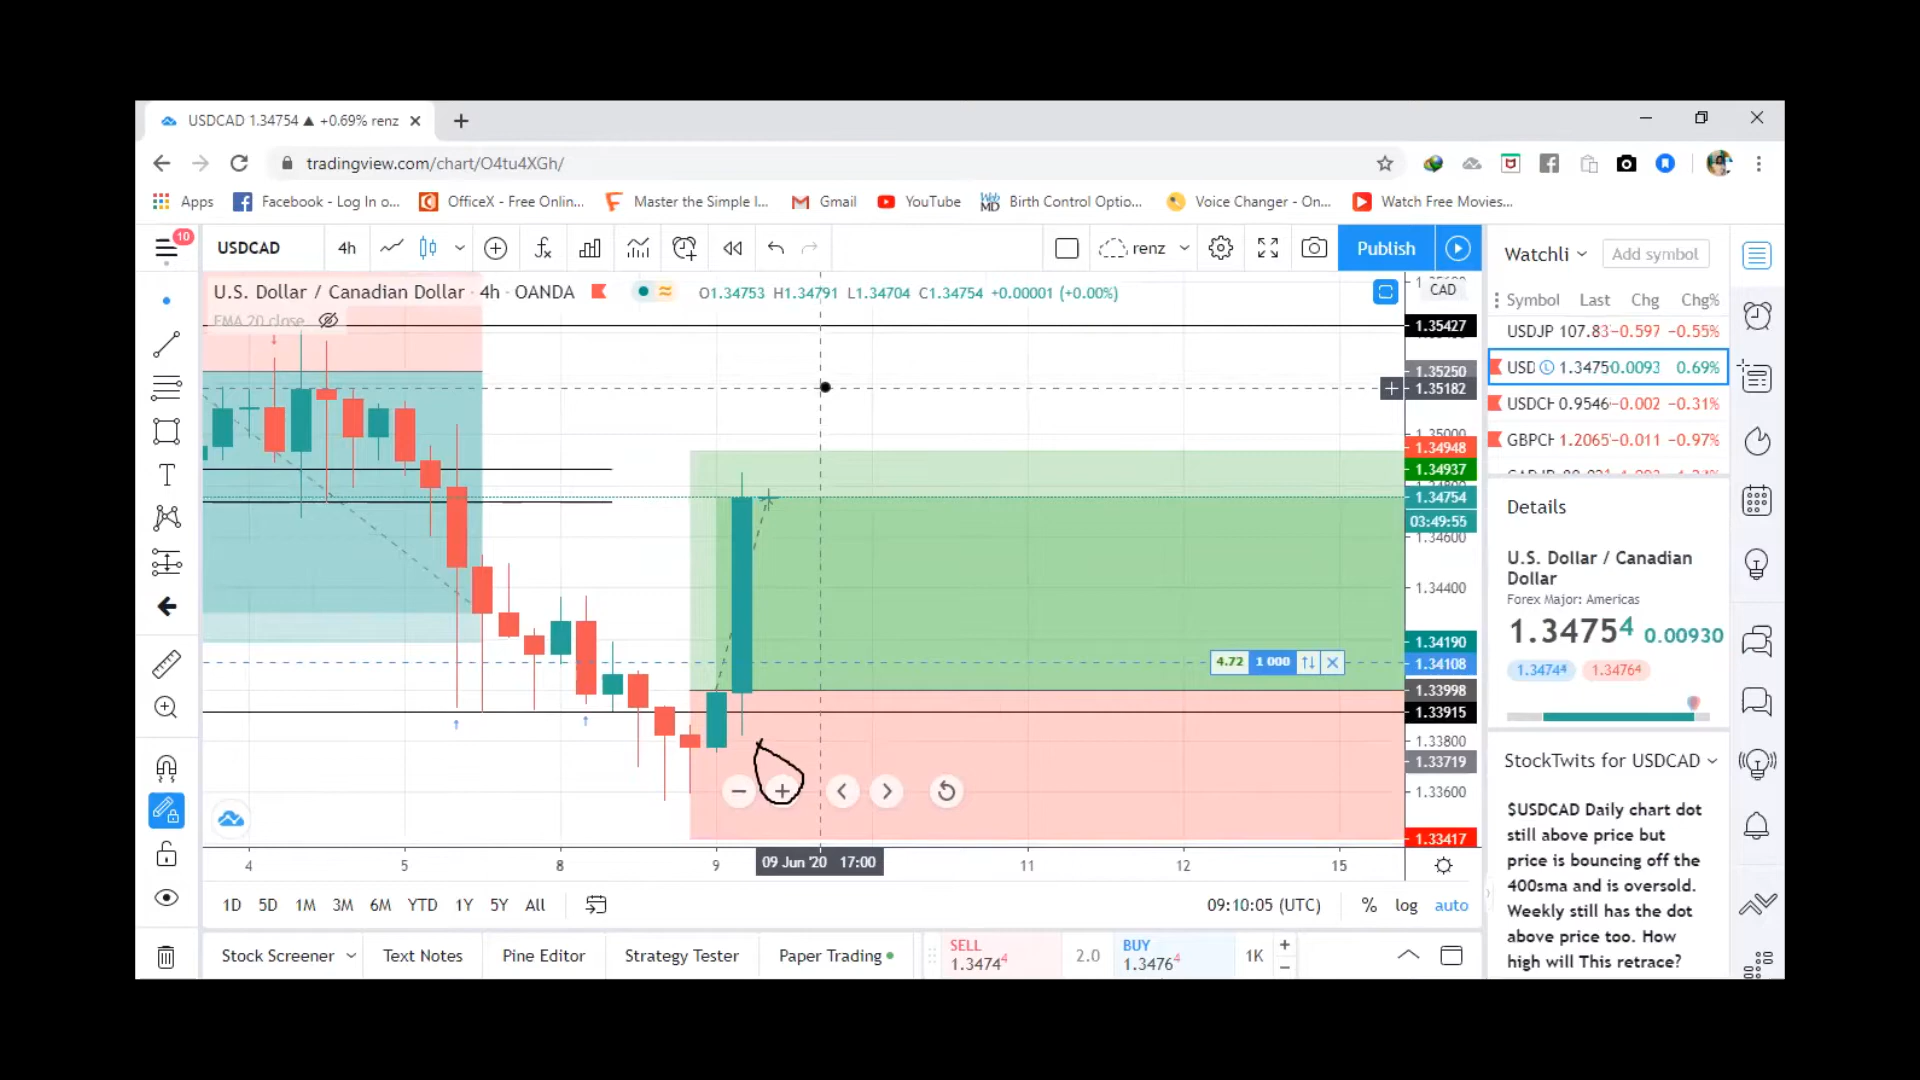 USDCAD 1.34754 ▲ +0.69% renz
tradingview.com/chart/O4tu4XGh/
Apps Facebook - Log In o... OfficeX - Free Onlin... Master the Simple I... Gmail YouTube WebMD Birth Control Optio... Voice Changer - On... Watch Free Movies...
10 USDCAD 4h renz Publish
Watchli Add symbol
U.S. Dollar / Canadian Dollar · 4h · OANDA O1.34753 H1.34791 L1.34704 C1.34754 +0.00001 (+0.00%)
CAD
EMA 20 close
Symbol Last Chg Chg%
USDJP 107.83 -0.597 -0.55%
USD L 1.3475 0.0093 0.69%
USDCH 0.9546 -0.002 -0.31%
GBPCH 1.2065 -0.011 -0.97%
1.35427
1.35250
1.35182
1.35000
1.34948
1.34937
1.34754
03:49:55
1.34600
1.34400
1.34190
1.34108
1.33998
1.33915
1.33800
1.33719
1.33600
1.33417
4.72 1 000
Details
U.S. Dollar / Canadian
Dollar
Forex Major: Americas
1.34754 0.00930
1.34744 1.34764
StockTwits for USDCAD
$USDCAD Daily chart dot
still above price but
price is bouncing off the
400sma and is oversold.
Weekly still has the dot
above price too. How
high will This retrace?
4 5 8 9 09 Jun '20 17:00 11 12 15
1D 5D 1M 3M 6M YTD 1Y 5Y All 09:10:05 (UTC) % log auto
Stock Screener Text Notes Pine Editor Strategy Tester Paper Trading
SELL
1.34744
2.0
BUY
1.34764
1K